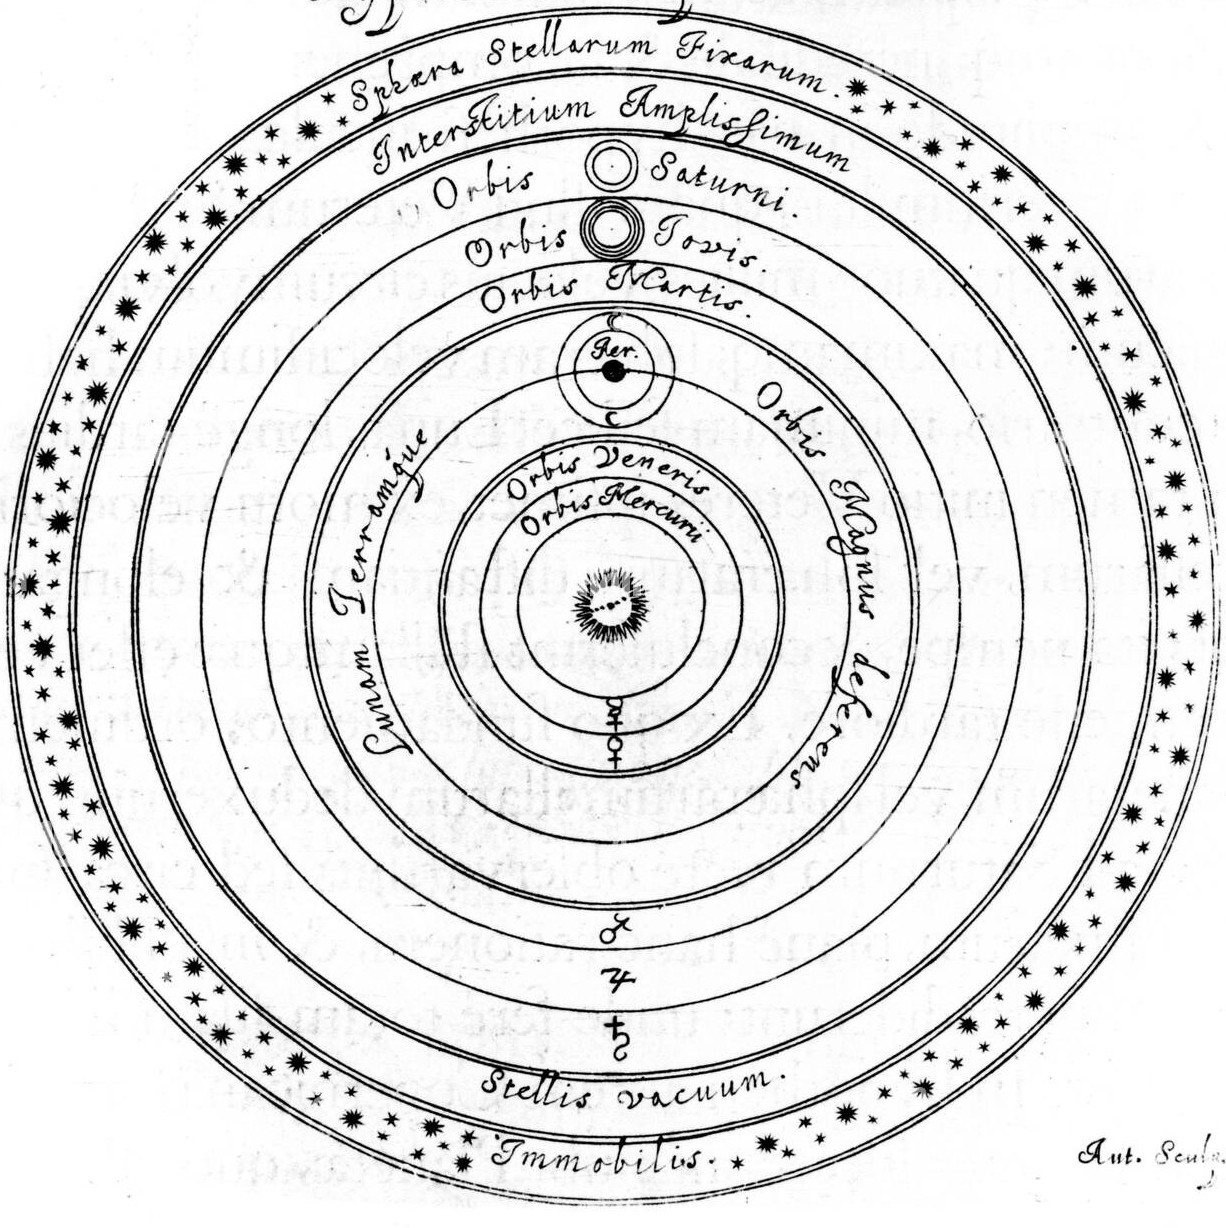 Sphæra Stellarum Fixarum.
Interstitium Amplissimum
Orbis Saturni.
Orbis Jovis.
Orbis Martis.
Aer.
Orbis Magnus deferens
Lunam Terramque
Orbis Veneris
Orbis Mercurii
☿
♀
♂
♃
♄
Stellis vacuum.
Immobilis.
Aut. Sculp.